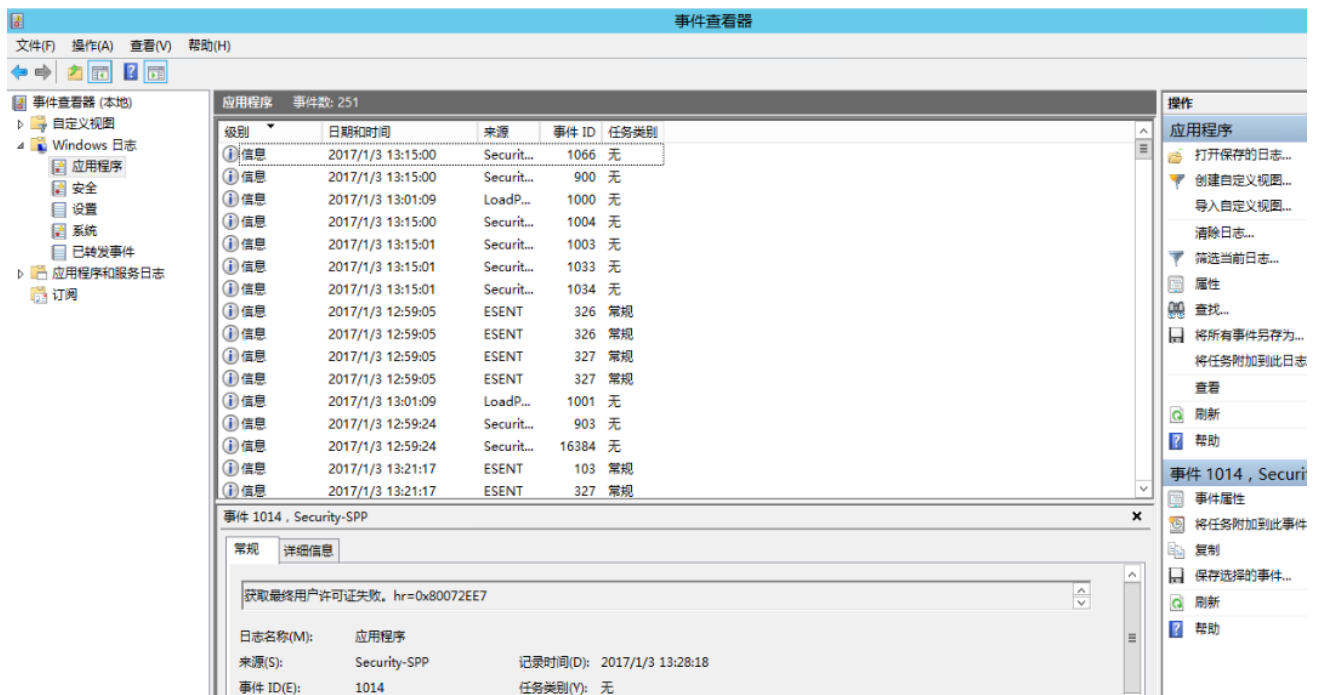 事件查看器
文件(F) 操作(A) 查看(V) 帮助(H)
事件查看器 (本地)
自定义视图
Windows 日志
应用程序
安全
设置
系统
已转发事件
应用程序和服务日志
订阅
应用程序 事件数: 251
级别 日期和时间 来源 事件 ID 任务类别
信息 2017/1/3 13:15:00 Securit... 1066 无
信息 2017/1/3 13:15:00 Securit... 900 无
信息 2017/1/3 13:01:09 LoadP... 1000 无
信息 2017/1/3 13:15:00 Securit... 1004 无
信息 2017/1/3 13:15:01 Securit... 1003 无
信息 2017/1/3 13:15:01 Securit... 1033 无
信息 2017/1/3 13:15:01 Securit... 1034 无
信息 2017/1/3 12:59:05 ESENT 326 常规
信息 2017/1/3 12:59:05 ESENT 326 常规
信息 2017/1/3 12:59:05 ESENT 327 常规
信息 2017/1/3 12:59:05 ESENT 327 常规
信息 2017/1/3 13:01:09 LoadP... 1001 无
信息 2017/1/3 12:59:24 Securit... 903 无
信息 2017/1/3 12:59:24 Securit... 16384 无
信息 2017/1/3 13:21:17 ESENT 103 常规
信息 2017/1/3 13:21:17 ESENT 327 常规
事件 1014，Security-SPP
常规 详细信息
获取最终用户许可证失败。hr=0x80072EE7
日志名称(M): 应用程序
来源(S): Security-SPP 记录时间(D): 2017/1/3 13:28:18
事件 ID(E): 1014 任务类别(Y): 无
操作
应用程序
打开保存的日志...
创建自定义视图...
导入自定义视图...
清除日志...
筛选当前日志...
属性
查找...
将所有事件另存为...
将任务附加到此日志
查看
刷新
帮助
事件 1014，Securi
事件属性
将任务附加到此事件
复制
保存选择的事件...
刷新
帮助